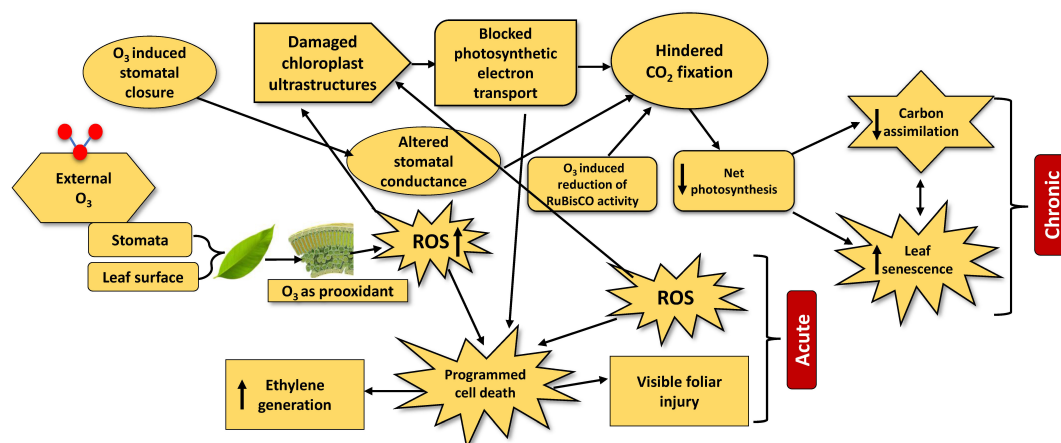 O₃ induced
stomatal
closure
Damaged
chloroplast
ultrastructures
Blocked
photosynthetic
electron
transport
Hindered
CO₂ fixation
Carbon
assimilation
External
O₃
Altered
stomatal
conductance
O₃ induced
reduction of
RuBisCO activity
Net
photosynthesis
Chronic
Stomata
Leaf surface
O₃ as prooxidant
ROS
ROS
Leaf
senescence
Acute
Ethylene
generation
Programmed
cell death
Visible foliar
injury